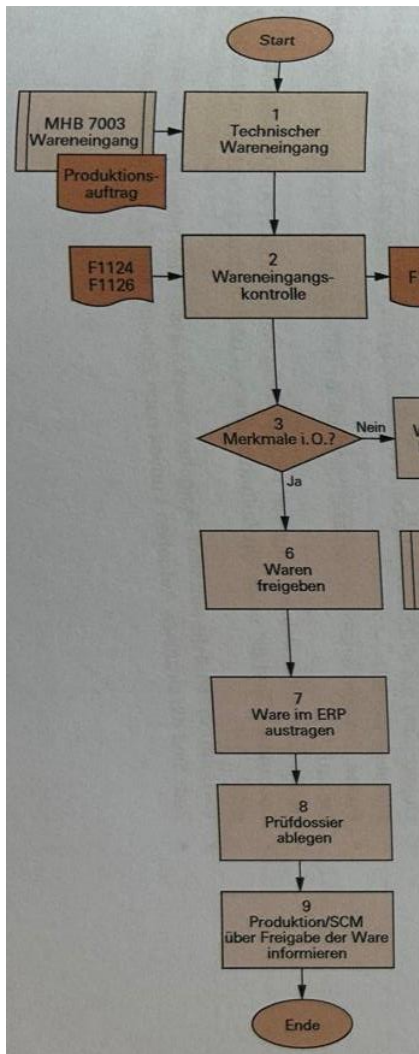 Start
MHB 7003
Wareneingang
Produktions-
auftrag
1
Technischer
Wareneingang
F1124
F1126
2
Wareneingangs-
kontrolle
F
3
Merkmale i.O.?
Nein
Ja
6
Waren
freigeben
7
Ware im ERP
austragen
8
Prüfdossier
ablegen
9
Produktion/SCM
über Freigabe der Ware
informieren
Ende